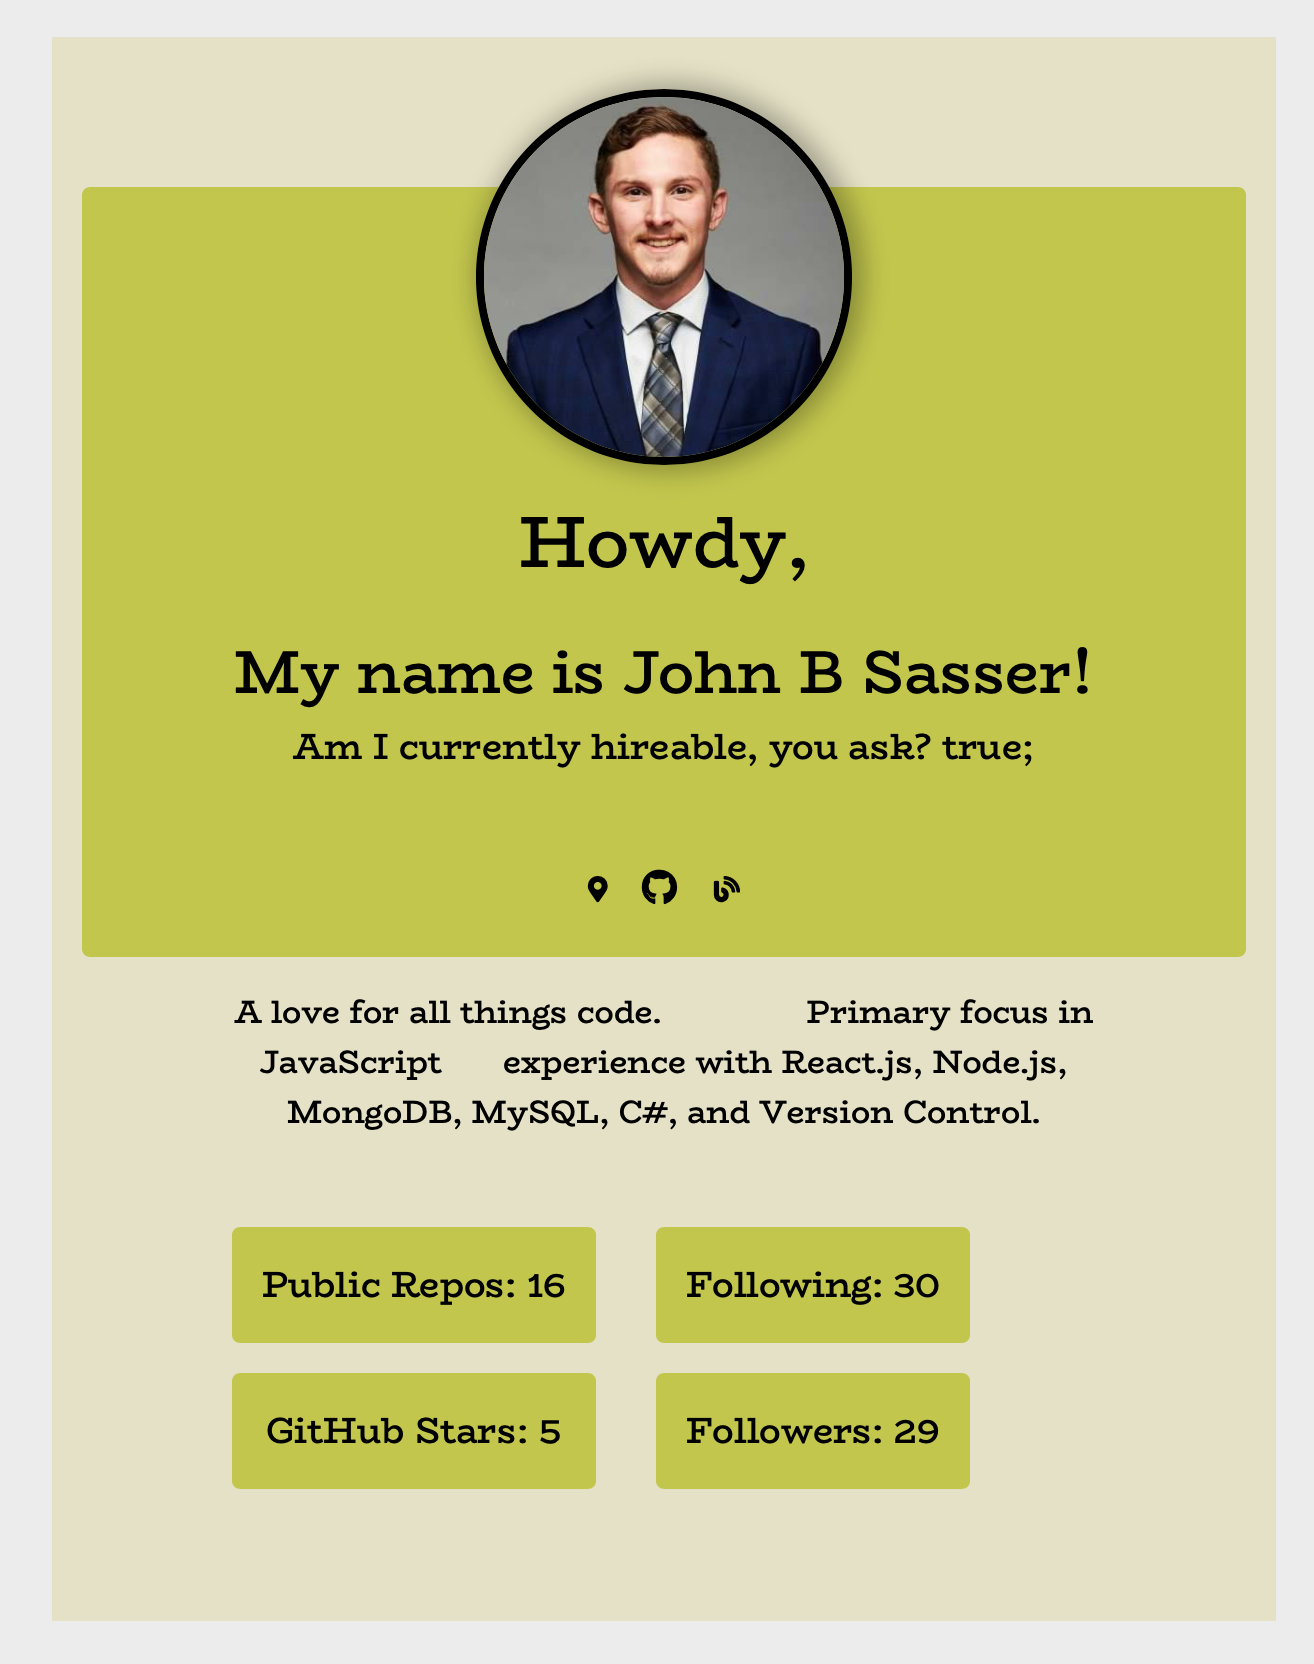 Howdy,
My name is John B Sasser!
Am I currently hireable, you ask? true;
A love for all things code. Primary focus in
JavaScript experience with React.js, Node.js,
MongoDB, MySQL, C#, and Version Control.
Public Repos: 16
Following: 30
GitHub Stars: 5
Followers: 29